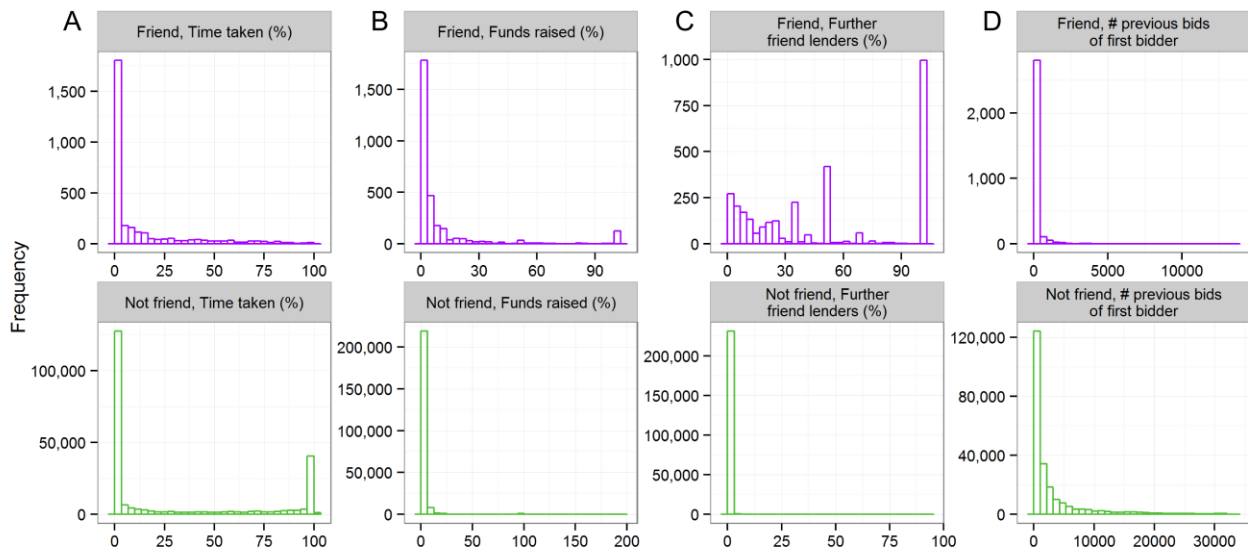 A
Friend, Time taken (%)
1,500
1,000
500
0
0 25 50 75 100
B
Friend, Funds raised (%)
1,500
1,000
500
0
0 30 60 90
C
Friend, Further
friend lenders (%)
1,000
750
500
250
0
0 30 60 90
D
Friend, # previous bids
of first bidder
2,000
1,000
0
0 5000 10000
Frequency
Not friend, Time taken (%)
100,000
50,000
0
0 25 50 75 100
Not friend, Funds raised (%)
200,000
150,000
100,000
50,000
0
0 50 100 150 200
Not friend, Further
friend lenders (%)
200,000
150,000
100,000
50,000
0
0 25 50 75 100
Not friend, # previous bids
of first bidder
120,000
80,000
40,000
0
0 10000 20000 30000